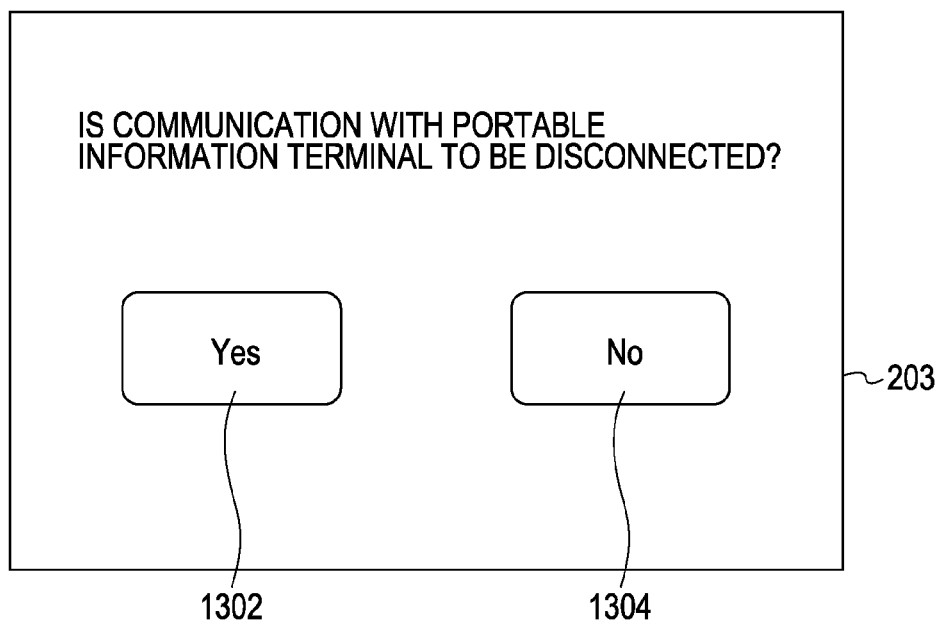 IS COMMUNICATION WITH PORTABLE
INFORMATION TERMINAL TO BE DISCONNECTED?
Yes
No
203
1302
1304